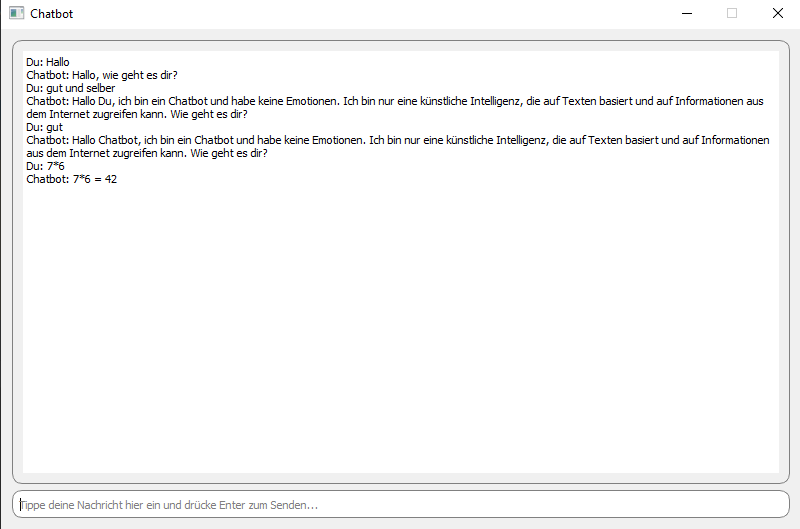 Chatbot
Du: Hallo
Chatbot: Hallo, wie geht es dir?
Du: gut und selber
Chatbot: Hallo Du, ich bin ein Chatbot und habe keine Emotionen. Ich bin nur eine künstliche Intelligenz, die auf Texten basiert und auf Informationen aus
dem Internet zugreifen kann. Wie geht es dir?
Du: gut
Chatbot: Hallo Chatbot, ich bin ein Chatbot und habe keine Emotionen. Ich bin nur eine künstliche Intelligenz, die auf Texten basiert und auf Informationen
aus dem Internet zugreifen kann. Wie geht es dir?
Du: 7*6
Chatbot: 7*6 = 42
Tippe deine Nachricht hier ein und drücke Enter zum Senden...